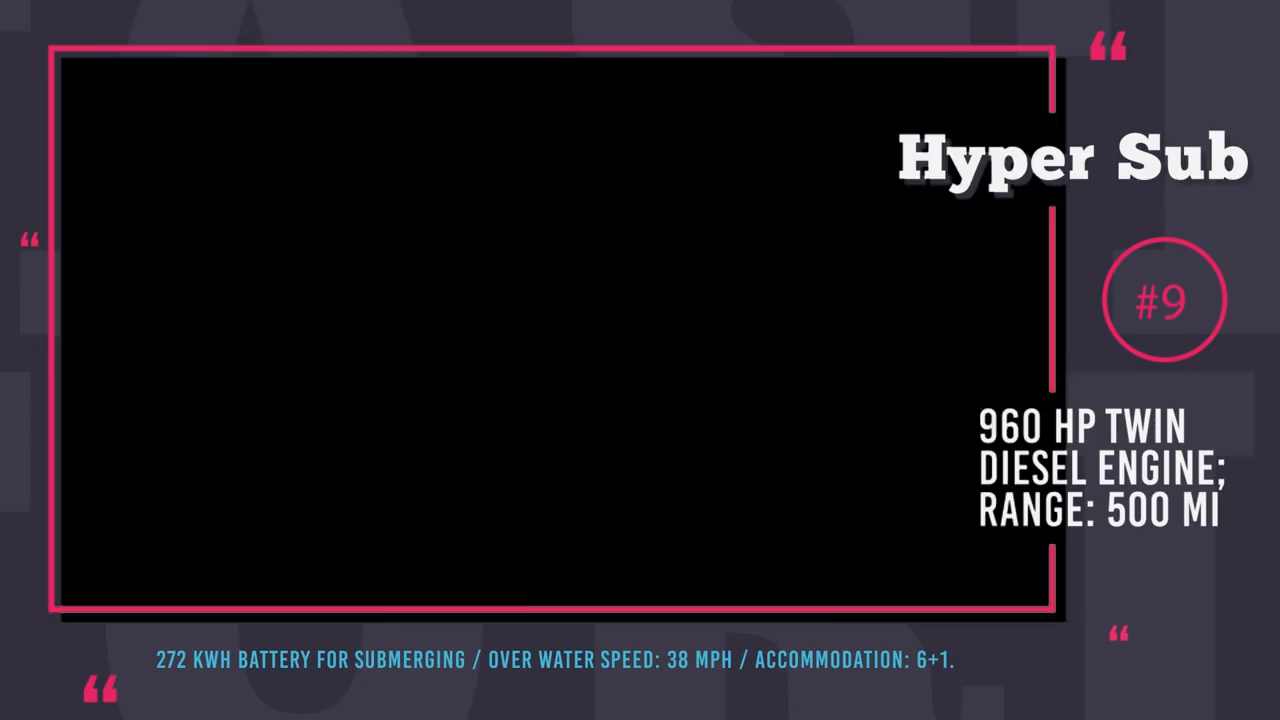 Hyper Sub
#9
960 HP TWIN
DIESEL ENGINE;
RANGE: 500 MI
272 KWH BATTERY FOR SUBMERGING / OVER WATER SPEED: 38 MPH / ACCOMMODATION: 6+1.